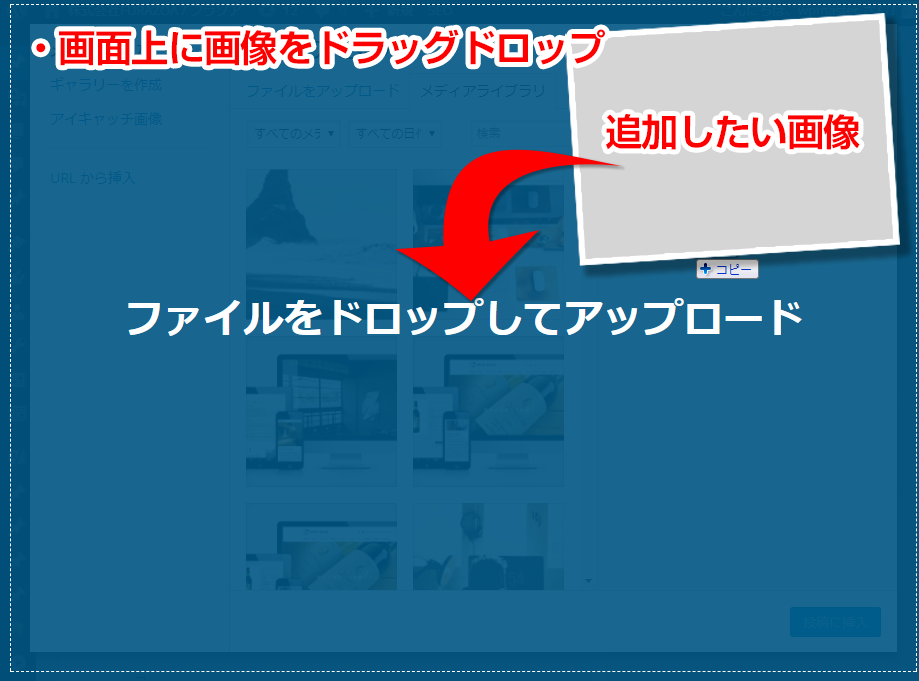 ・画面上に画像をドラッグドロップ
ギャラリーを作成
ファイルをアップロード
メディアライブラリ
アイキャッチ画像
追加したい画像
すべてのメラ
すべての日イ
検索
URL から挿入
コピー
ファイルをドロップしてアップロード